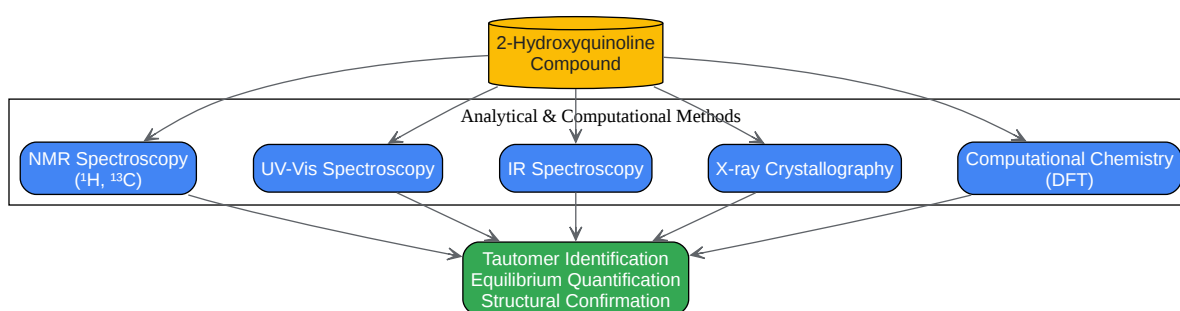 2-Hydroxyquinoline
Compound
Analytical & Computational Methods
NMR Spectroscopy
(¹H, ¹³C)
UV-Vis Spectroscopy
IR Spectroscopy
X-ray Crystallography
Computational Chemistry
(DFT)
Tautomer Identification
Equilibrium Quantification
Structural Confirmation